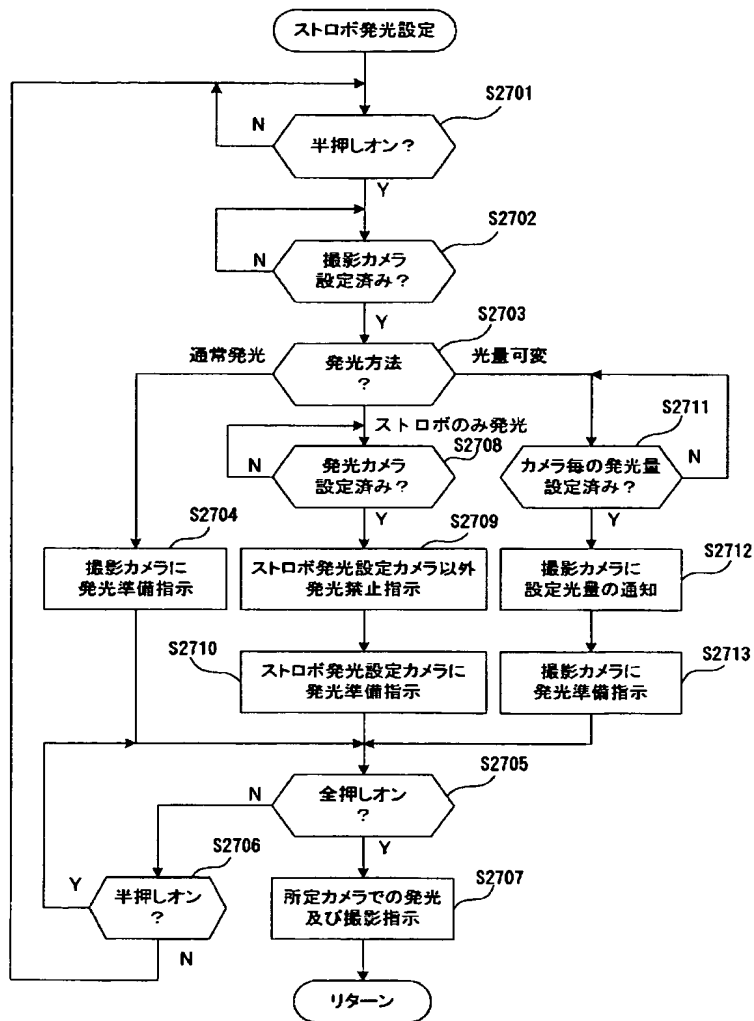 ストロボ発光設定
S2701
N
半押しオン?
Y
S2702
N
撮影カメラ
設定済み?
Y
S2703
通常発光
発光方法
?
光量可変
ストロボのみ発光
S2708
S2711
N
発光カメラ
設定済み?
カメラ毎の発光量
設定済み?
N
Y
Y
S2704
S2709
S2712
撮影カメラに
発光準備指示
ストロボ発光設定カメラ以外
発光禁止指示
撮影カメラに
設定光量の通知
S2710
S2713
ストロボ発光設定カメラに
発光準備指示
撮影カメラに
発光準備指示
S2705
N
全押しオン
?
Y
S2706
S2707
Y
半押しオン
?
N
所定カメラでの発光
及び撮影指示
リターン